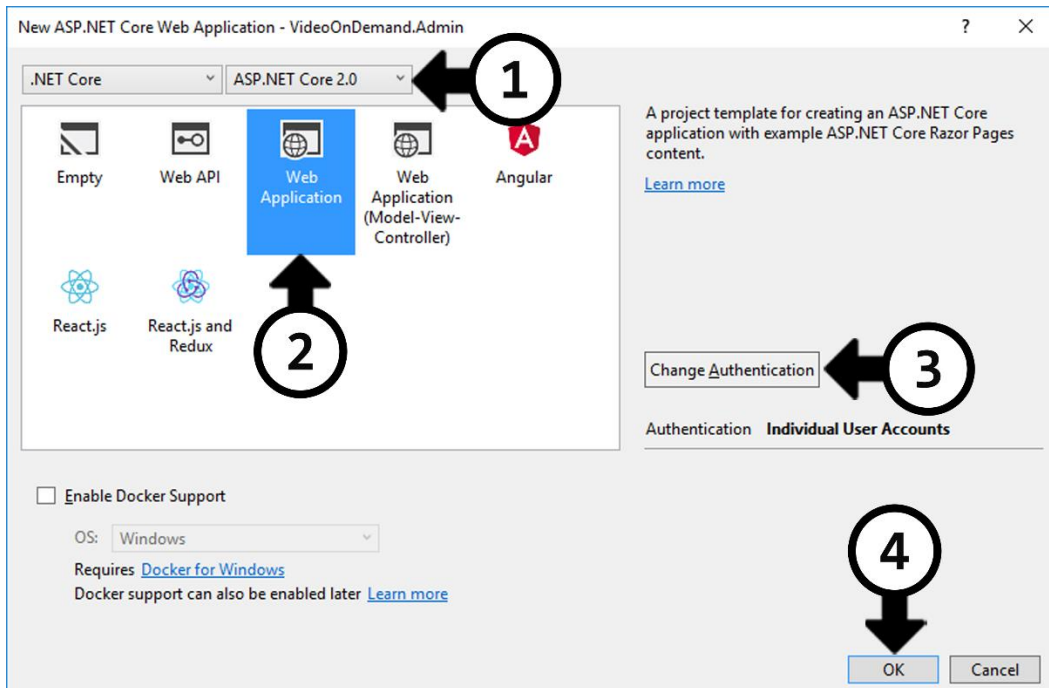 New ASP.NET Core Web Application - VideoOnDemand.Admin
? ×
.NET Core
ASP.NET Core 2.0
1
Empty
Web API
Web
Application
Web
Application
(Model-View-
Controller)
Angular
React.js
React.js and
Redux
2
A project template for creating an ASP.NET Core
application with example ASP.NET Core Razor Pages
content.
Learn more
Change Authentication
3
Authentication Individual User Accounts
Enable Docker Support
OS: Windows
Requires Docker for Windows
Docker support can also be enabled later Learn more
4
OK
Cancel